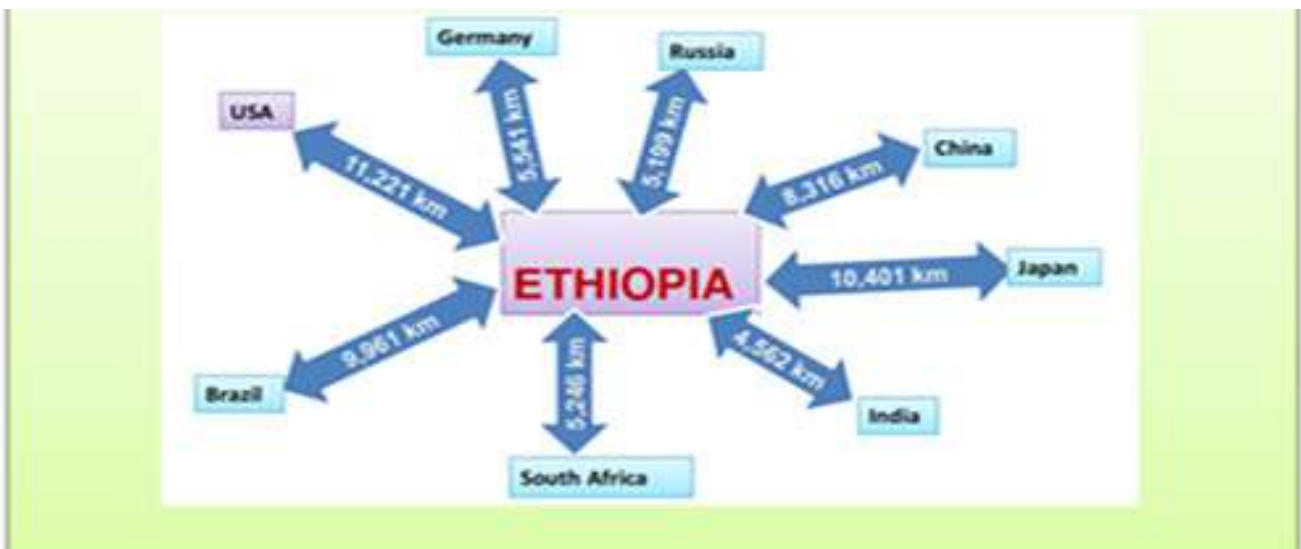 Germany
Russia
USA
China
5,541 km
5,199 km
11,221 km
8,316 km
ETHIOPIA
Japan
10,401 km
9,961 km
4,562 km
5,246 km
Brazil
India
South Africa